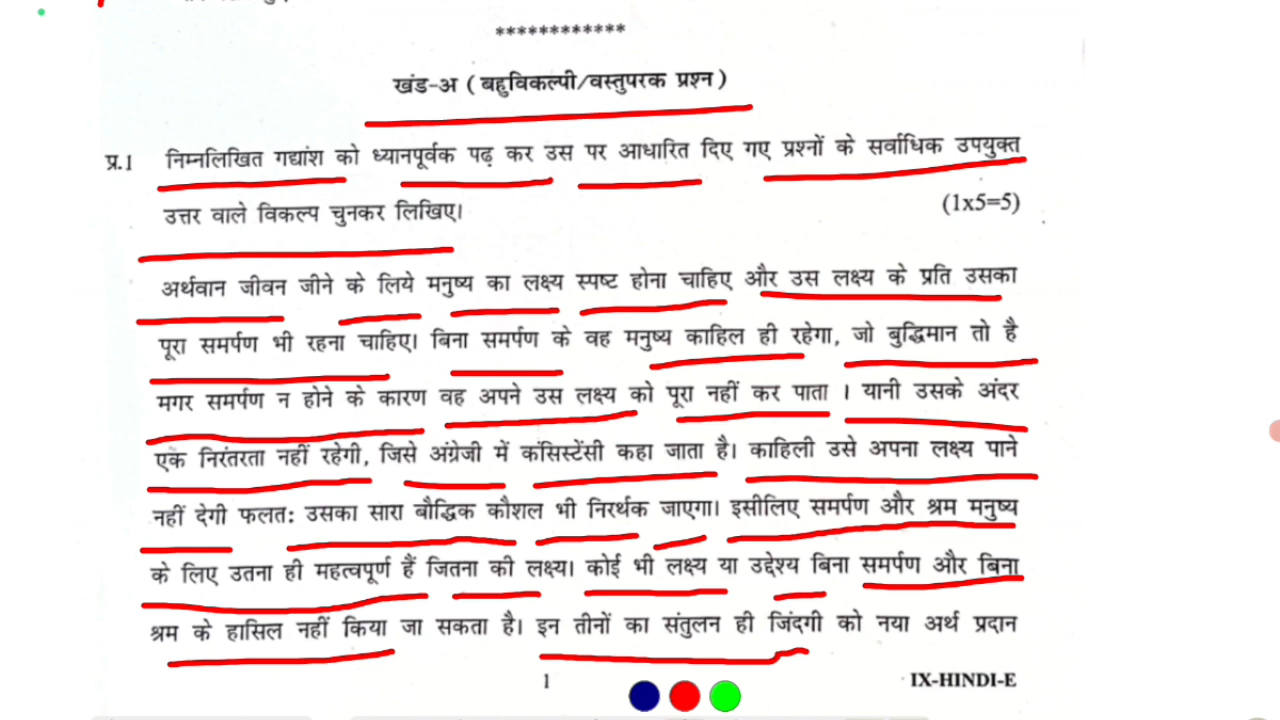 ************
खंड-अ ( बहुविकल्पी/वस्तुपरक प्रश्न )
प्र.1 निम्नलिखित गद्यांश को ध्यानपूर्वक पढ़ कर उस पर आधारित दिए गए प्रश्नों के सर्वाधिक उपयुक्त
उत्तर वाले विकल्प चुनकर लिखिए। (1x5=5)
अर्थवान जीवन जीने के लिये मनुष्य का लक्ष्य स्पष्ट होना चाहिए और उस लक्ष्य के प्रति उसका
पूरा समर्पण भी रहना चाहिए। बिना समर्पण के वह मनुष्य काहिल ही रहेगा, जो बुद्धिमान तो है
मगर समर्पण न होने के कारण वह अपने उस लक्ष्य को पूरा नहीं कर पाता । यानी उसके अंदर
एक निरंतरता नहीं रहेगी, जिसे अंग्रेजी में कंसिस्टेंसी कहा जाता है। काहिली उसे अपना लक्ष्य पाने
नहीं देगी फलत: उसका सारा बौद्धिक कौशल भी निरर्थक जाएगा। इसीलिए समर्पण और श्रम मनुष्य
के लिए उतना ही महत्वपूर्ण हैं जितना की लक्ष्य। कोई भी लक्ष्य या उद्देश्य बिना समर्पण और बिना
श्रम के हासिल नहीं किया जा सकता है। इन तीनों का संतुलन ही जिंदगी को नया अर्थ प्रदान
1 IX-HINDI-E